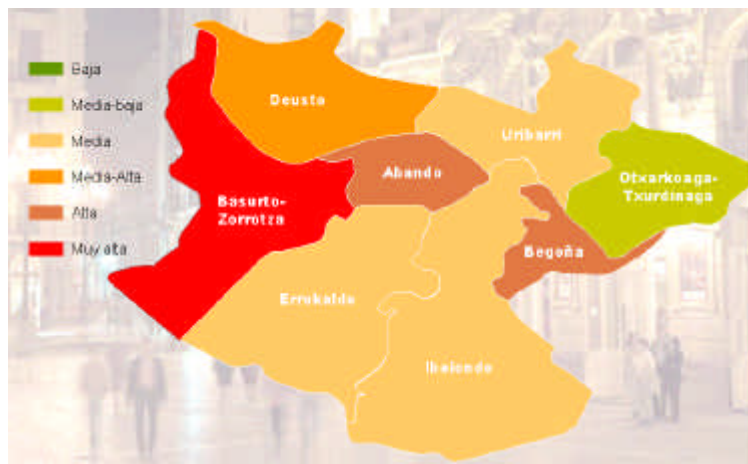 Baja
Media-baja
Media
Media-Alta
Alta
Muy alta
Deusto
Uribarri
Abando
Otxarkoaga-
Txurdinaga
Basurto-
Zorrotza
Begoña
Errekalde
Ibaiondo